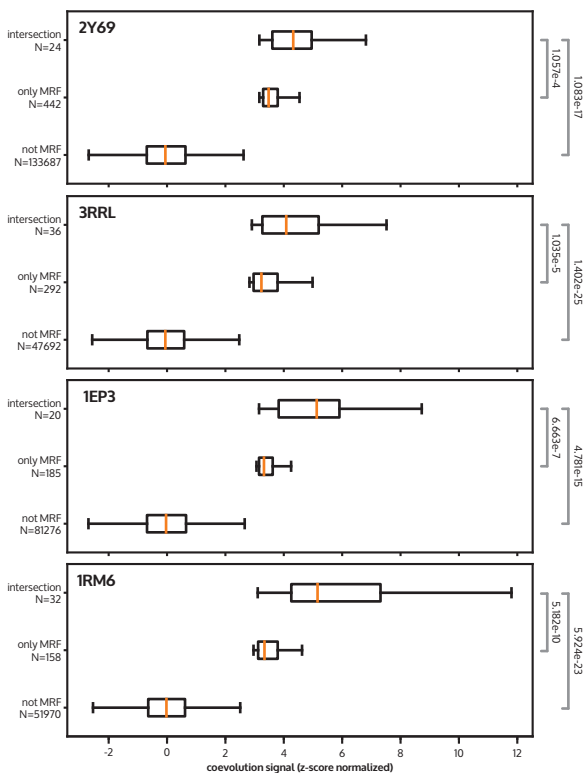 2Y69
intersection
N=24
only MRF
N=442
not MRF
N=133687
1.057e-4
1.083e-17
3RRL
intersection
N=36
only MRF
N=292
not MRF
N=47692
1.035e-5
1.402e-25
1EP3
intersection
N=20
only MRF
N=185
not MRF
N=81276
6.663e-7
4.781e-15
1RM6
intersection
N=32
only MRF
N=158
not MRF
N=51970
5.182e-10
5.924e-23
-2 0 2 4 6 8 10 12
coevolution signal (z-score normalized)